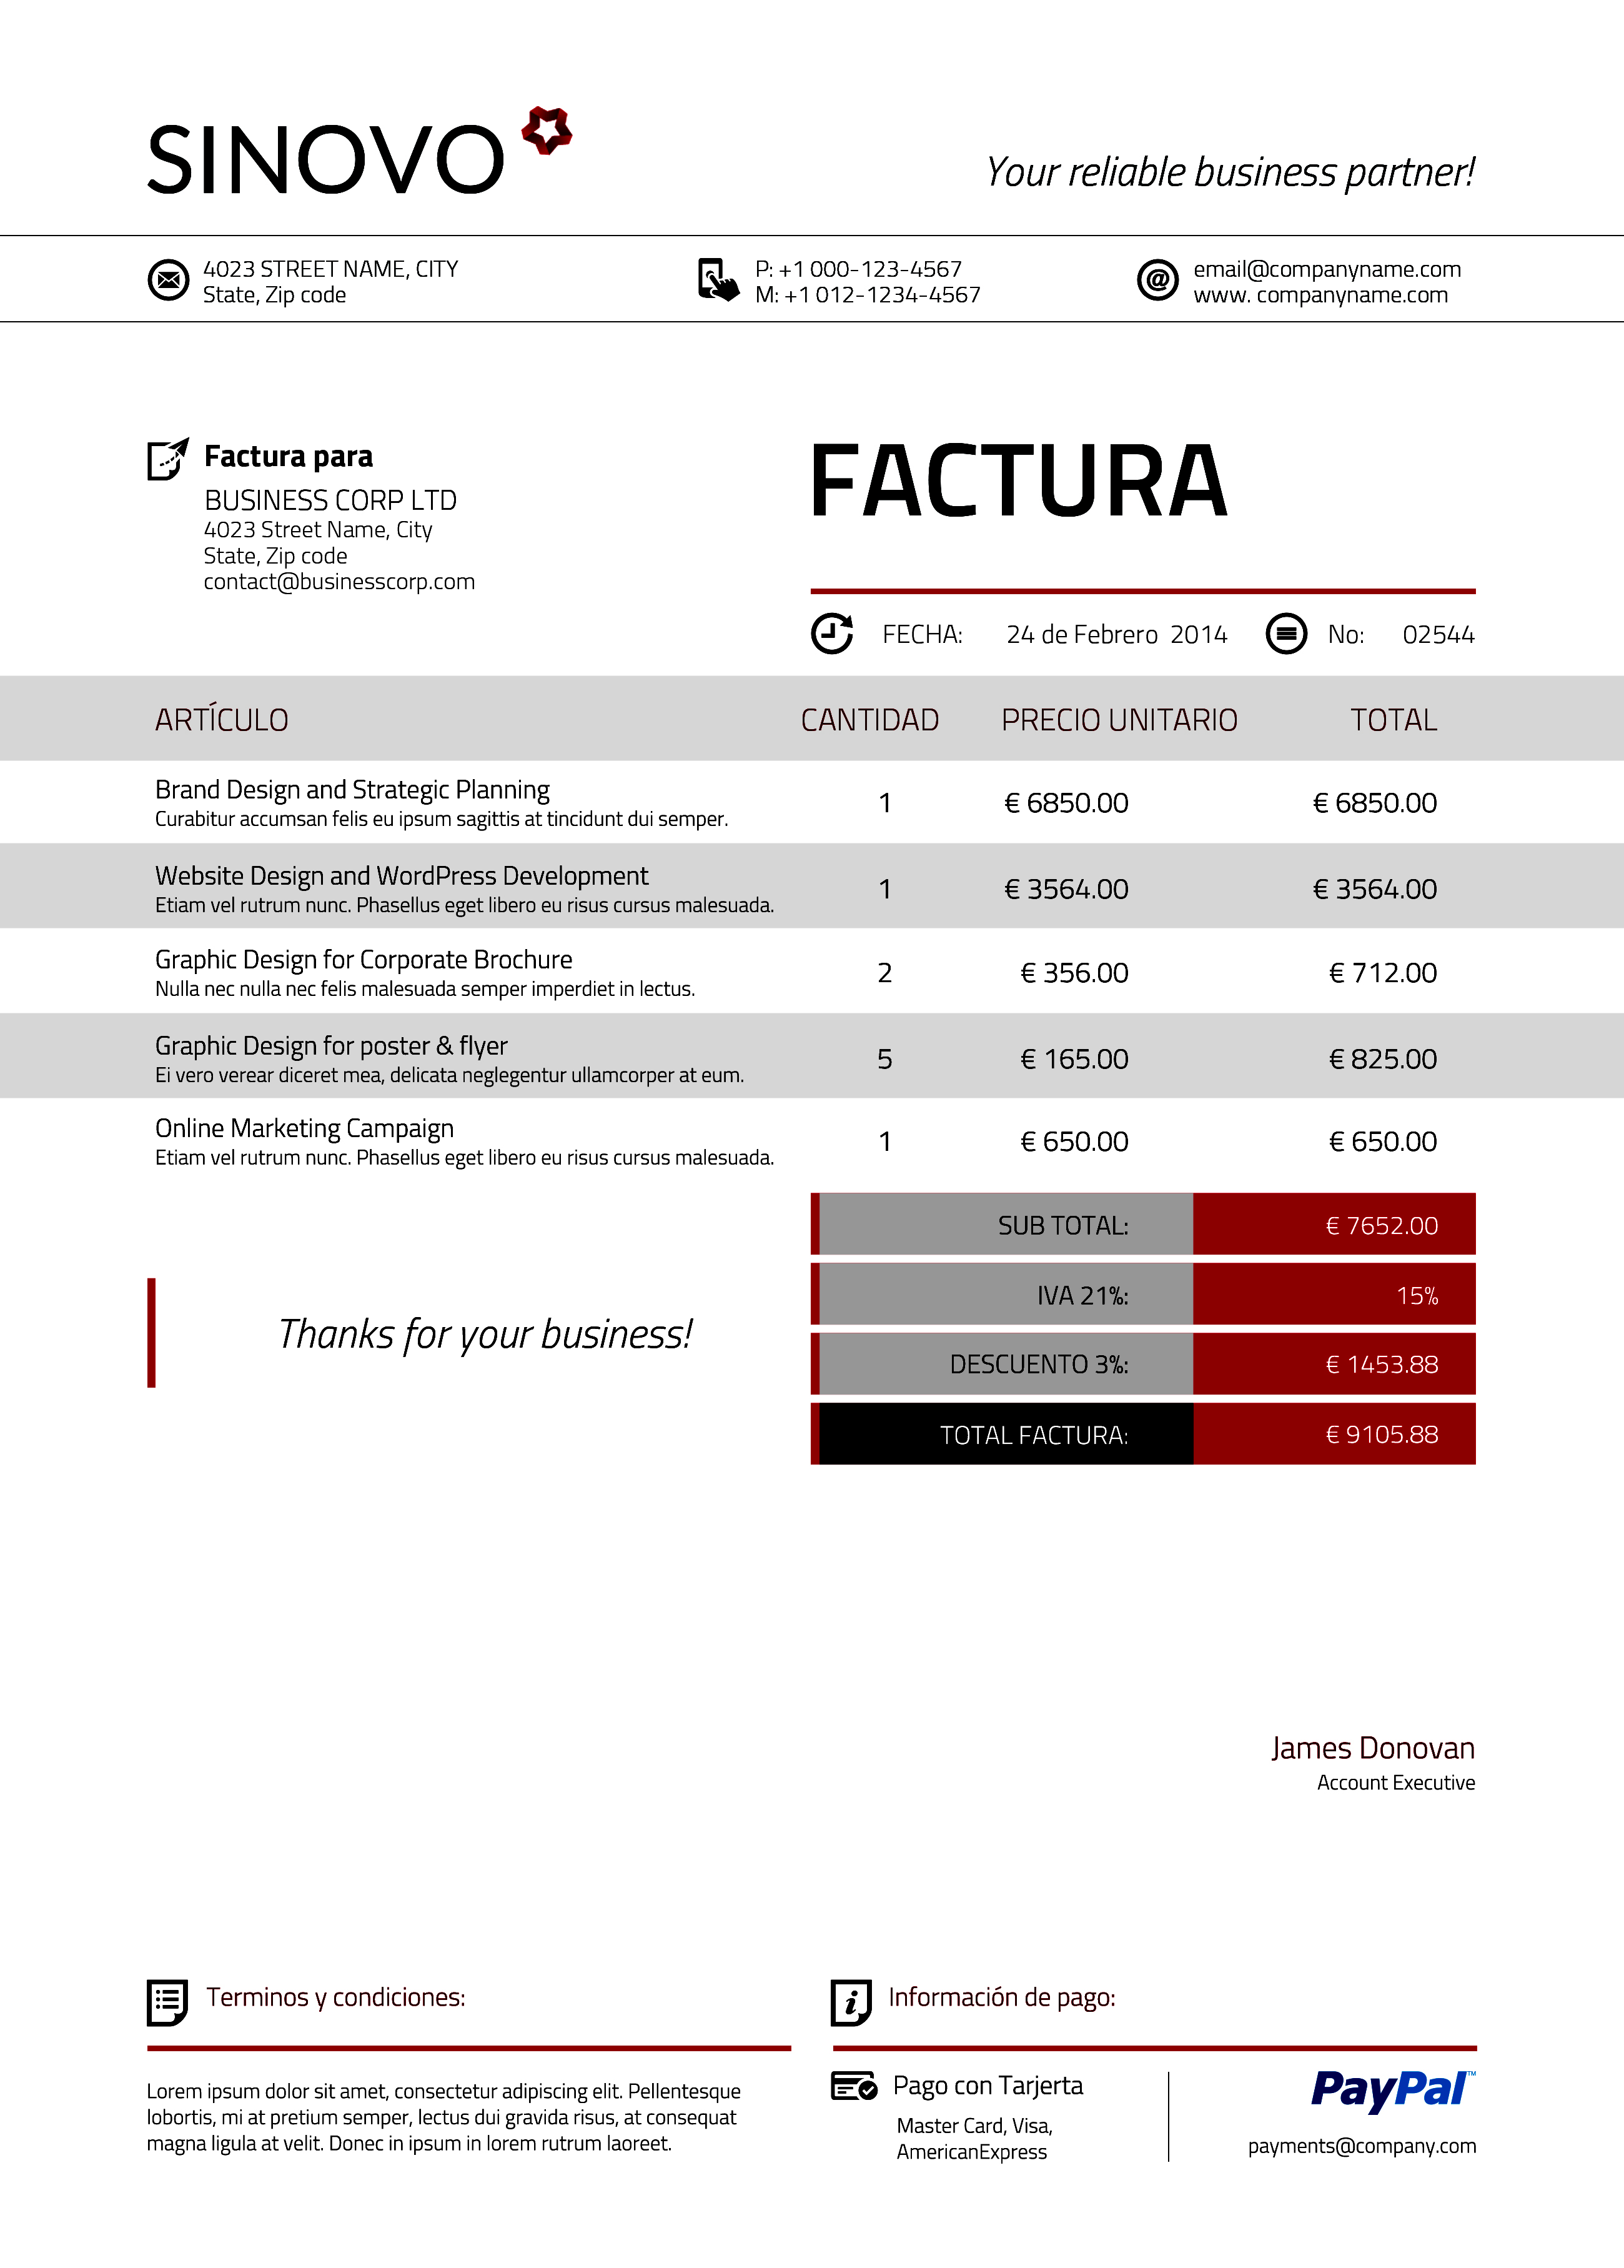 SINOVO
Your reliable business partner!
4023 STREET NAME, CITY
State, Zip code
P: +1 000-123-4567
M: +1 012-1234-4567
email@companyname.com
www. companyname.com
Factura para
BUSINESS CORP LTD
4023 Street Name, City
State, Zip code
contact@businesscorp.com
FACTURA
FECHA: 24 de Febrero 2014 No: 02544
ARTÍCULO CANTIDAD PRECIO UNITARIO TOTAL
Brand Design and Strategic Planning
Curabitur accumsan felis eu ipsum sagittis at tincidunt dui semper.
1 € 6850.00 € 6850.00
Website Design and WordPress Development
Etiam vel rutrum nunc. Phasellus eget libero eu risus cursus malesuada.
1 € 3564.00 € 3564.00
Graphic Design for Corporate Brochure
Nulla nec nulla nec felis malesuada semper imperdiet in lectus.
2 € 356.00 € 712.00
Graphic Design for poster & flyer
Ei vero verear diceret mea, delicata neglegentur ullamcorper at eum.
5 € 165.00 € 825.00
Online Marketing Campaign
Etiam vel rutrum nunc. Phasellus eget libero eu risus cursus malesuada.
1 € 650.00 € 650.00
SUB TOTAL: € 7652.00
IVA 21%: 15%
DESCUENTO 3%: € 1453.88
TOTAL FACTURA: € 9105.88
Thanks for your business!
James Donovan
Account Executive
Terminos y condiciones:
Lorem ipsum dolor sit amet, consectetur adipiscing elit. Pellentesque
lobortis, mi at pretium semper, lectus dui gravida risus, at consequat
magna ligula at velit. Donec in ipsum in lorem rutrum laoreet.
Información de pago:
Pago con Tarjerta
Master Card, Visa,
AmericanExpress
PayPal™
payments@company.com